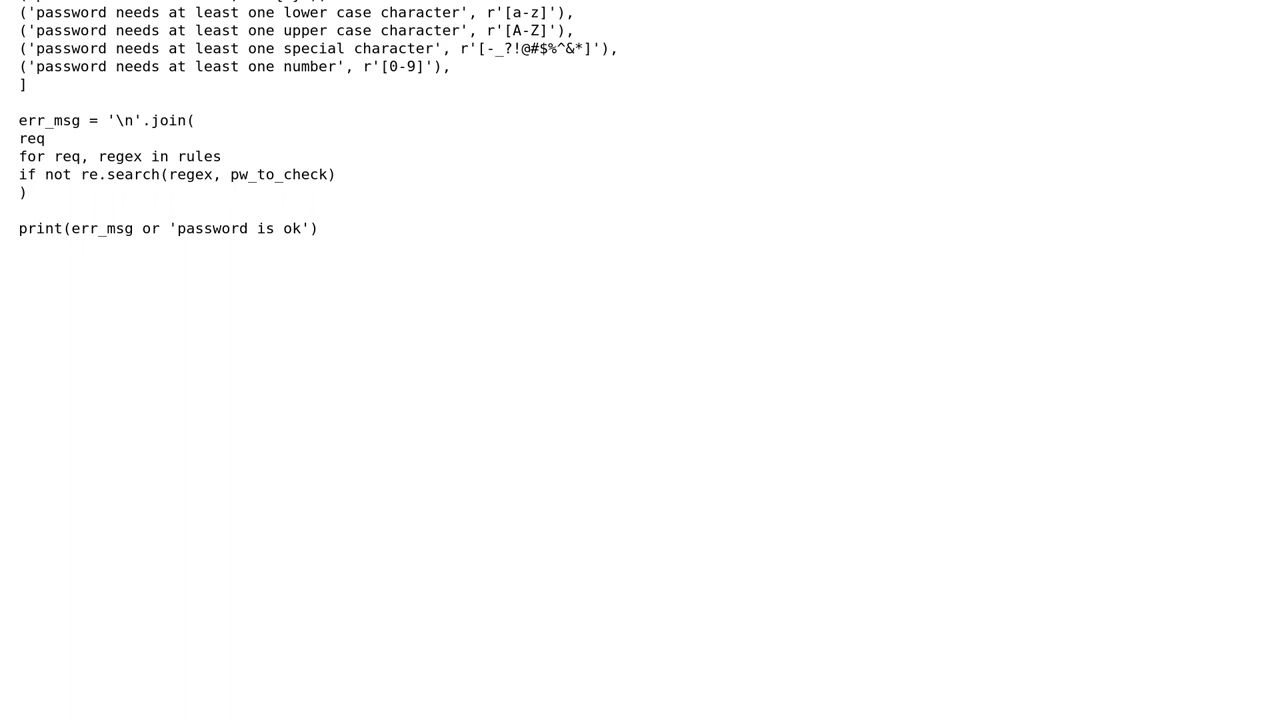 ('password needs at least one lower case character', r'[a-z]'),
('password needs at least one upper case character', r'[A-Z]'),
('password needs at least one special character', r'[-_?!@#$%^&*]'),
('password needs at least one number', r'[0-9]'),
]
err_msg = '\n'.join(
req
for req, regex in rules
if not re.search(regex, pw_to_check)
)
print(err_msg or 'password is ok')